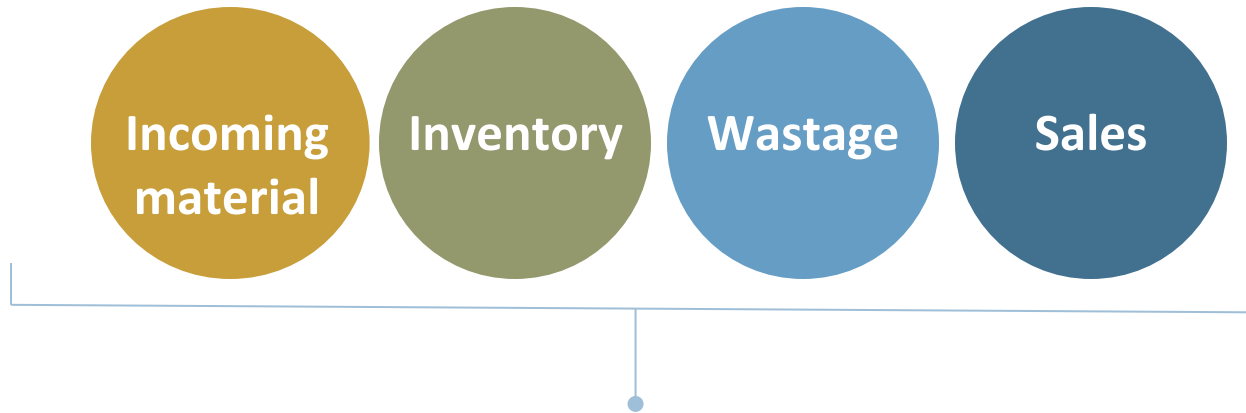 Incoming
material
Inventory
Wastage
Sales